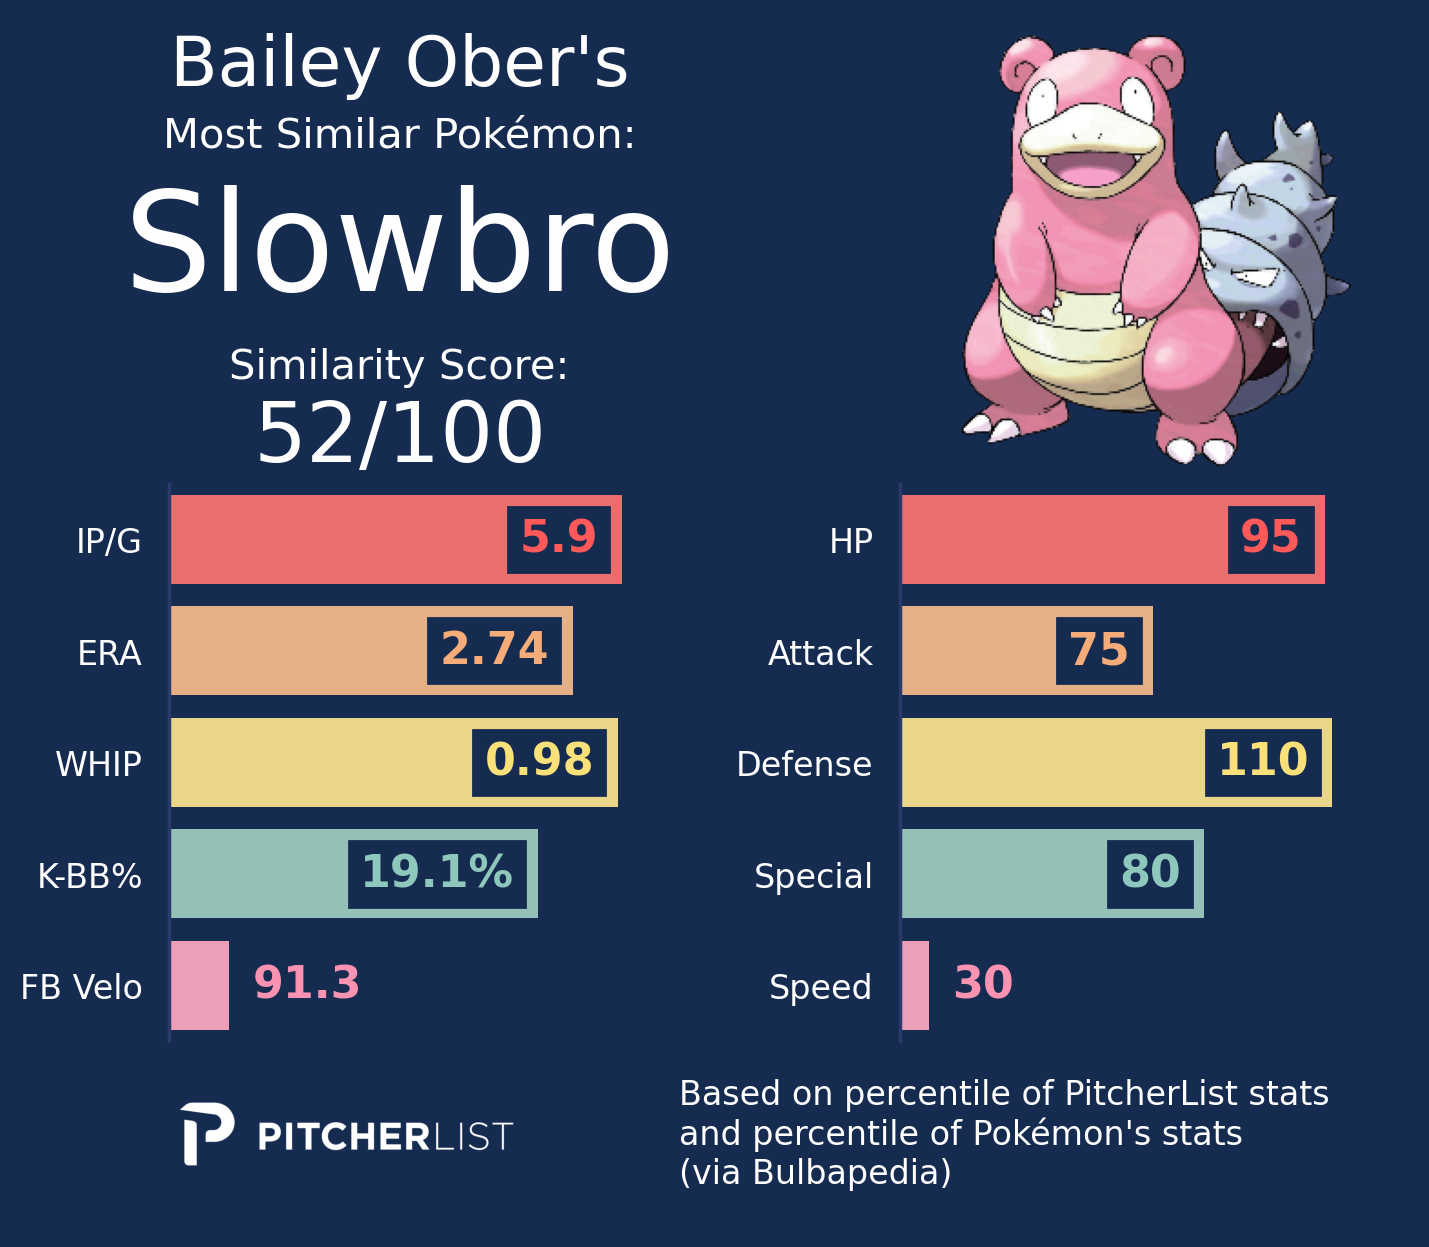 Bailey Ober's
Most Similar Pokémon:
Slowbro
Similarity Score:
52/100
IP/G 5.9
ERA 2.74
WHIP 0.98
K-BB% 19.1%
FB Velo 91.3
HP 95
Attack 75
Defense 110
Special 80
Speed 30
PITCHERLIST
Based on percentile of PitcherList stats
and percentile of Pokémon's stats
(via Bulbapedia)